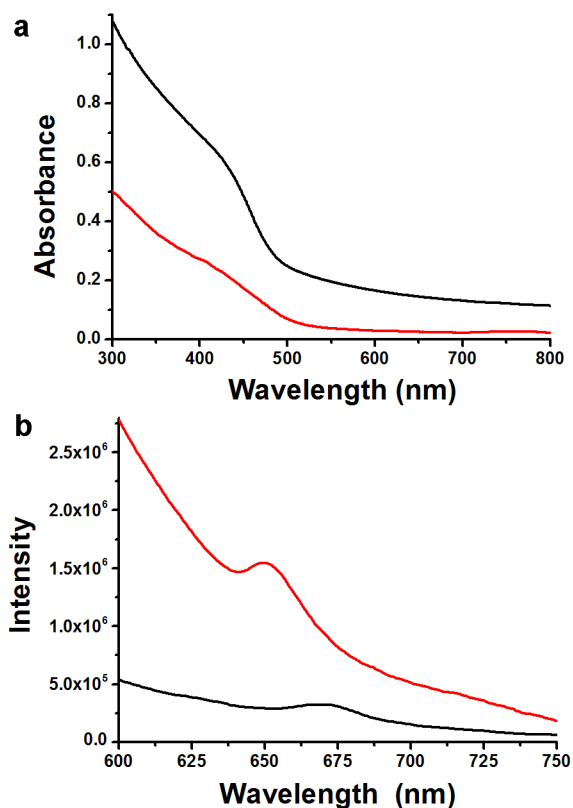 a
1.0
0.8
0.6
0.4
0.2
0.0
Absorbance
300 400 500 600 700 800
Wavelength (nm)
b
2.5x10⁶
2.0x10⁶
1.5x10⁶
1.0x10⁶
5.0x10⁵
0.0
Intensity
600 625 650 675 700 725 750
Wavelength (nm)